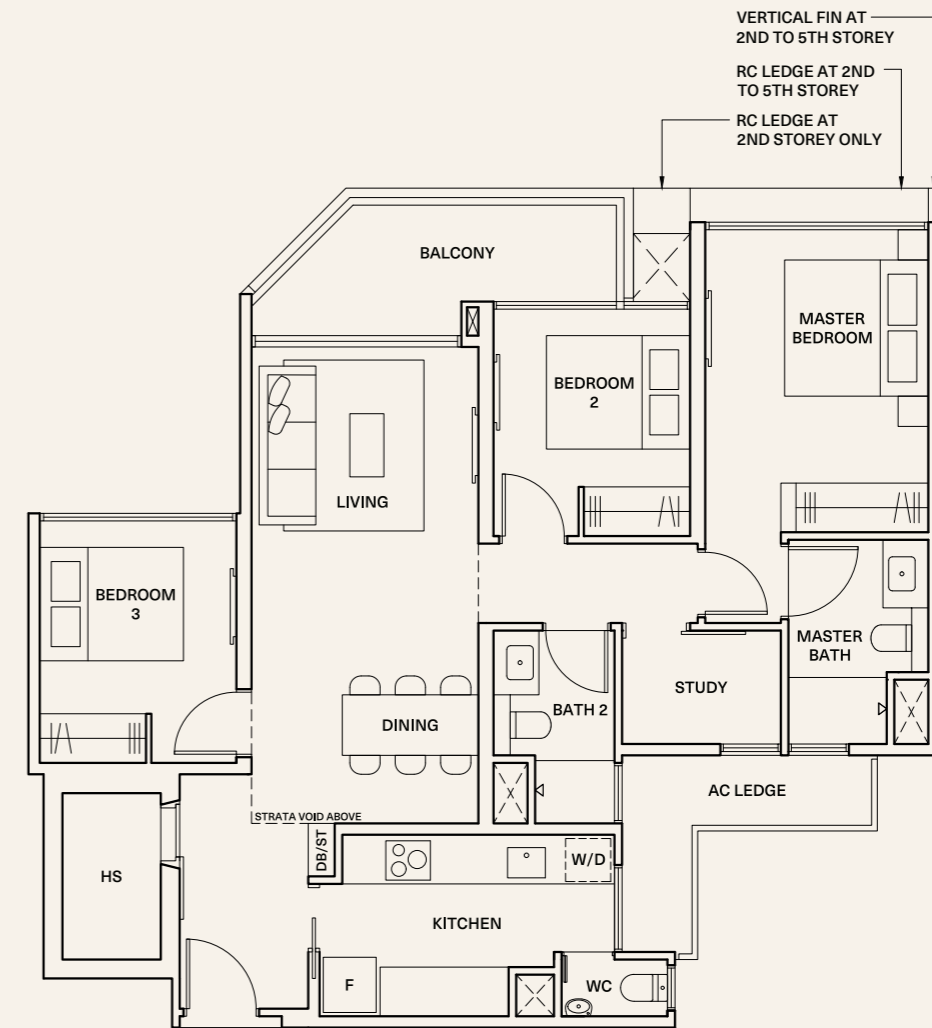 VERTICAL FIN AT
2ND TO 5TH STOREY
RC LEDGE AT 2ND
TO 5TH STOREY
RC LEDGE AT
2ND STOREY ONLY
BALCONY
MASTER
BEDROOM
BEDROOM
2
LIVING
BEDROOM
3
MASTER
BATH
STUDY
BATH 2
DINING
AC LEDGE
STRATA VOID ABOVE
DB/ST
W/D
HS
KITCHEN
F
WC